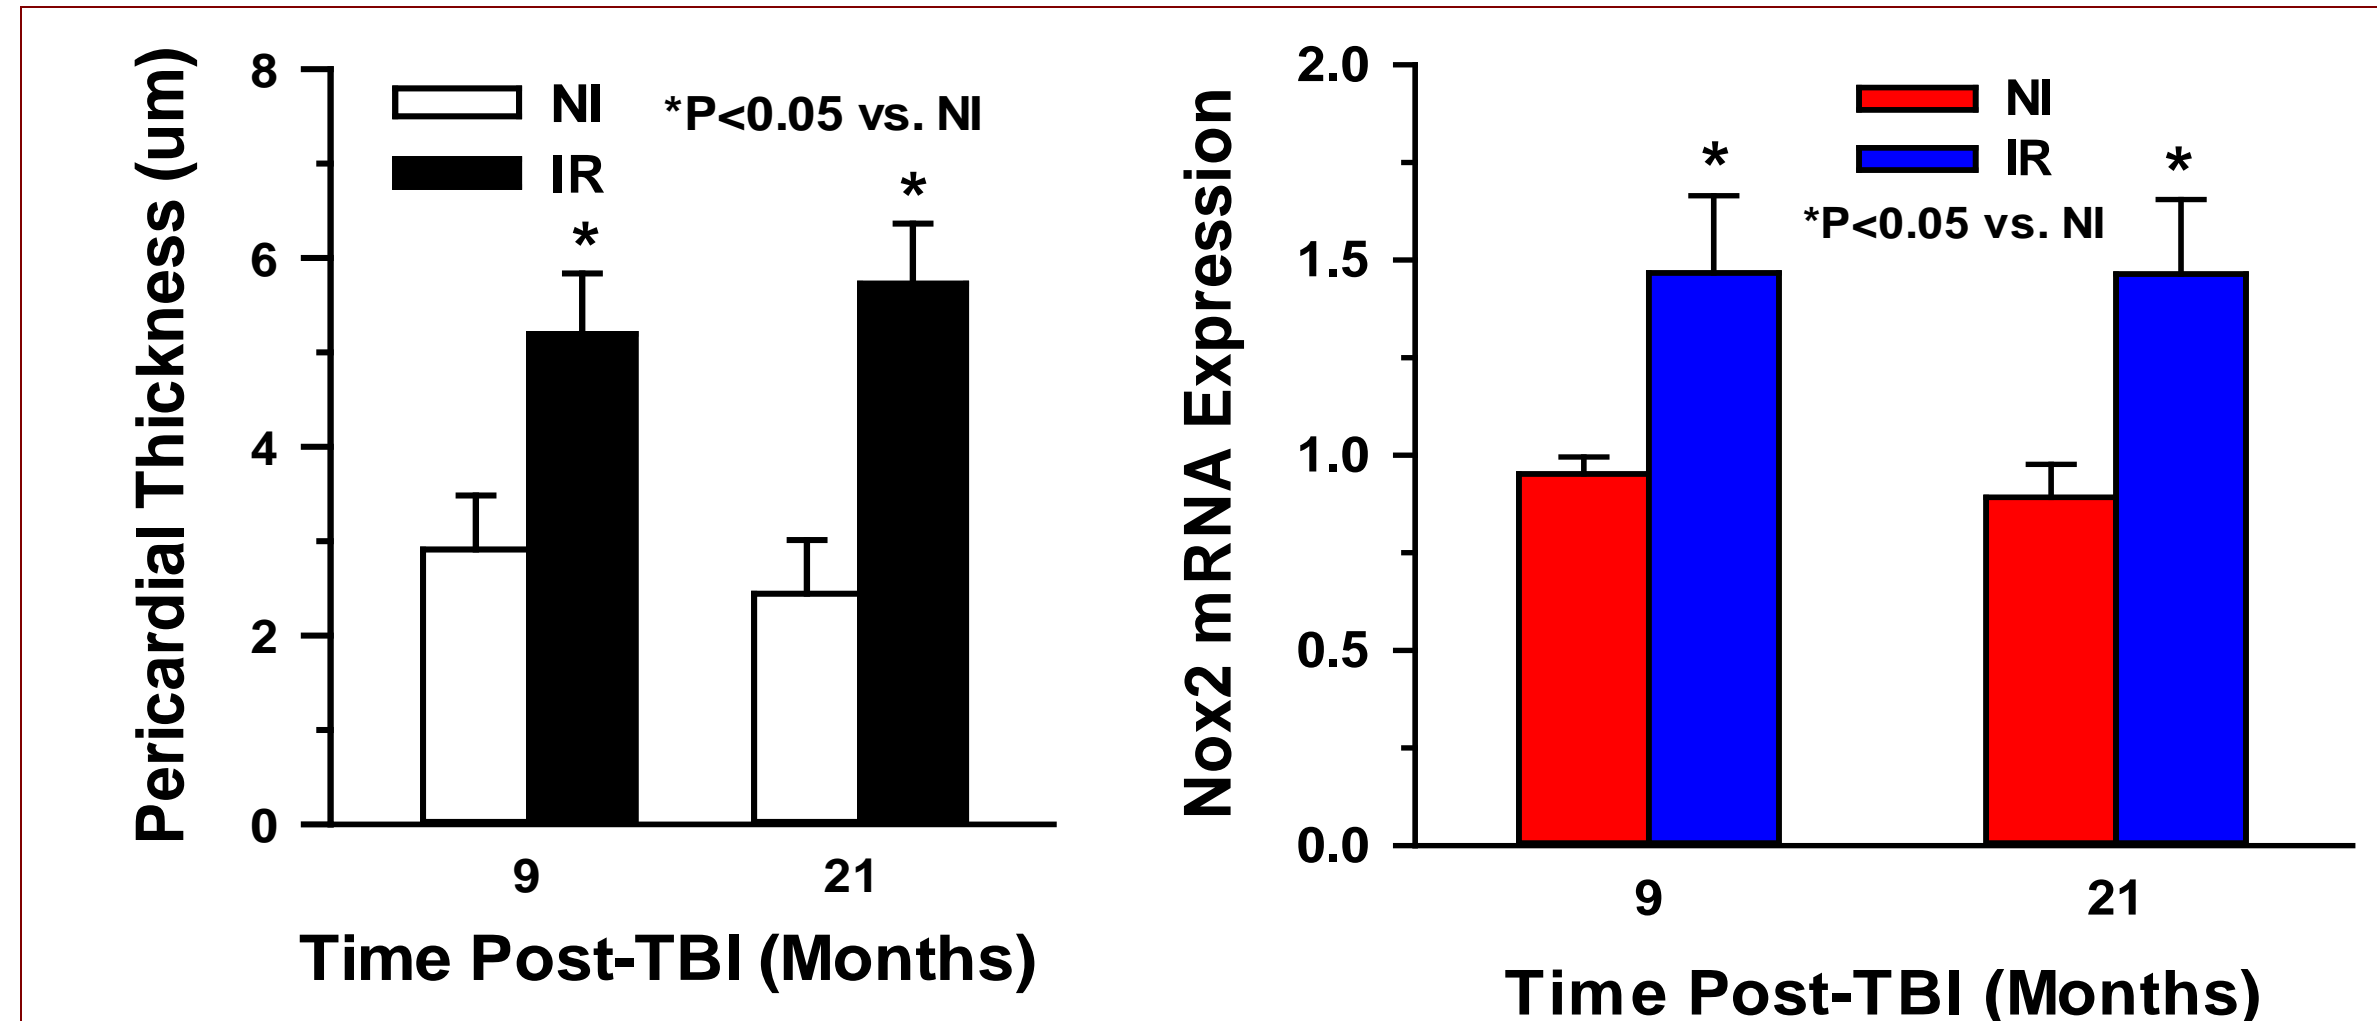 Pericardial Thickness (um)
8
6
4
2
0
NI
IR
*P<0.05 vs. NI
*
*
9
21
Time Post-TBI (Months)
Nox2 mRNA Expression
2.0
1.5
1.0
0.5
0.0
NI
IR
*P<0.05 vs. NI
*
*
9
21
Time Post-TBI (Months)